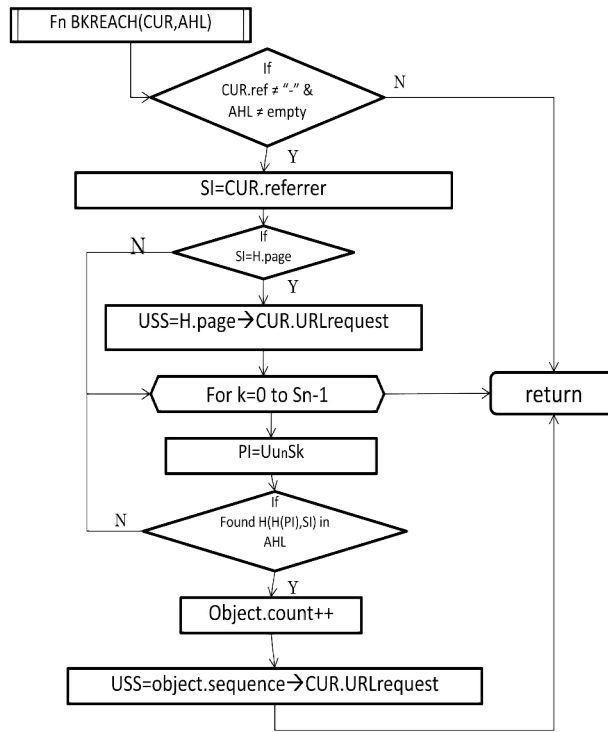 Fn BKREACH(CUR,AHL)
If
CUR.ref ≠ “-” &
AHL ≠ empty
N
Y
SI=CUR.referrer
If
SI=H.page
N
Y
USS=H.page→CUR.URLrequest
For k=0 to Sn-1
return
PI=UunSk
If
Found H(H(PI),SI) in
AHL
N
Y
Object.count++
USS=object.sequence→CUR.URLrequest